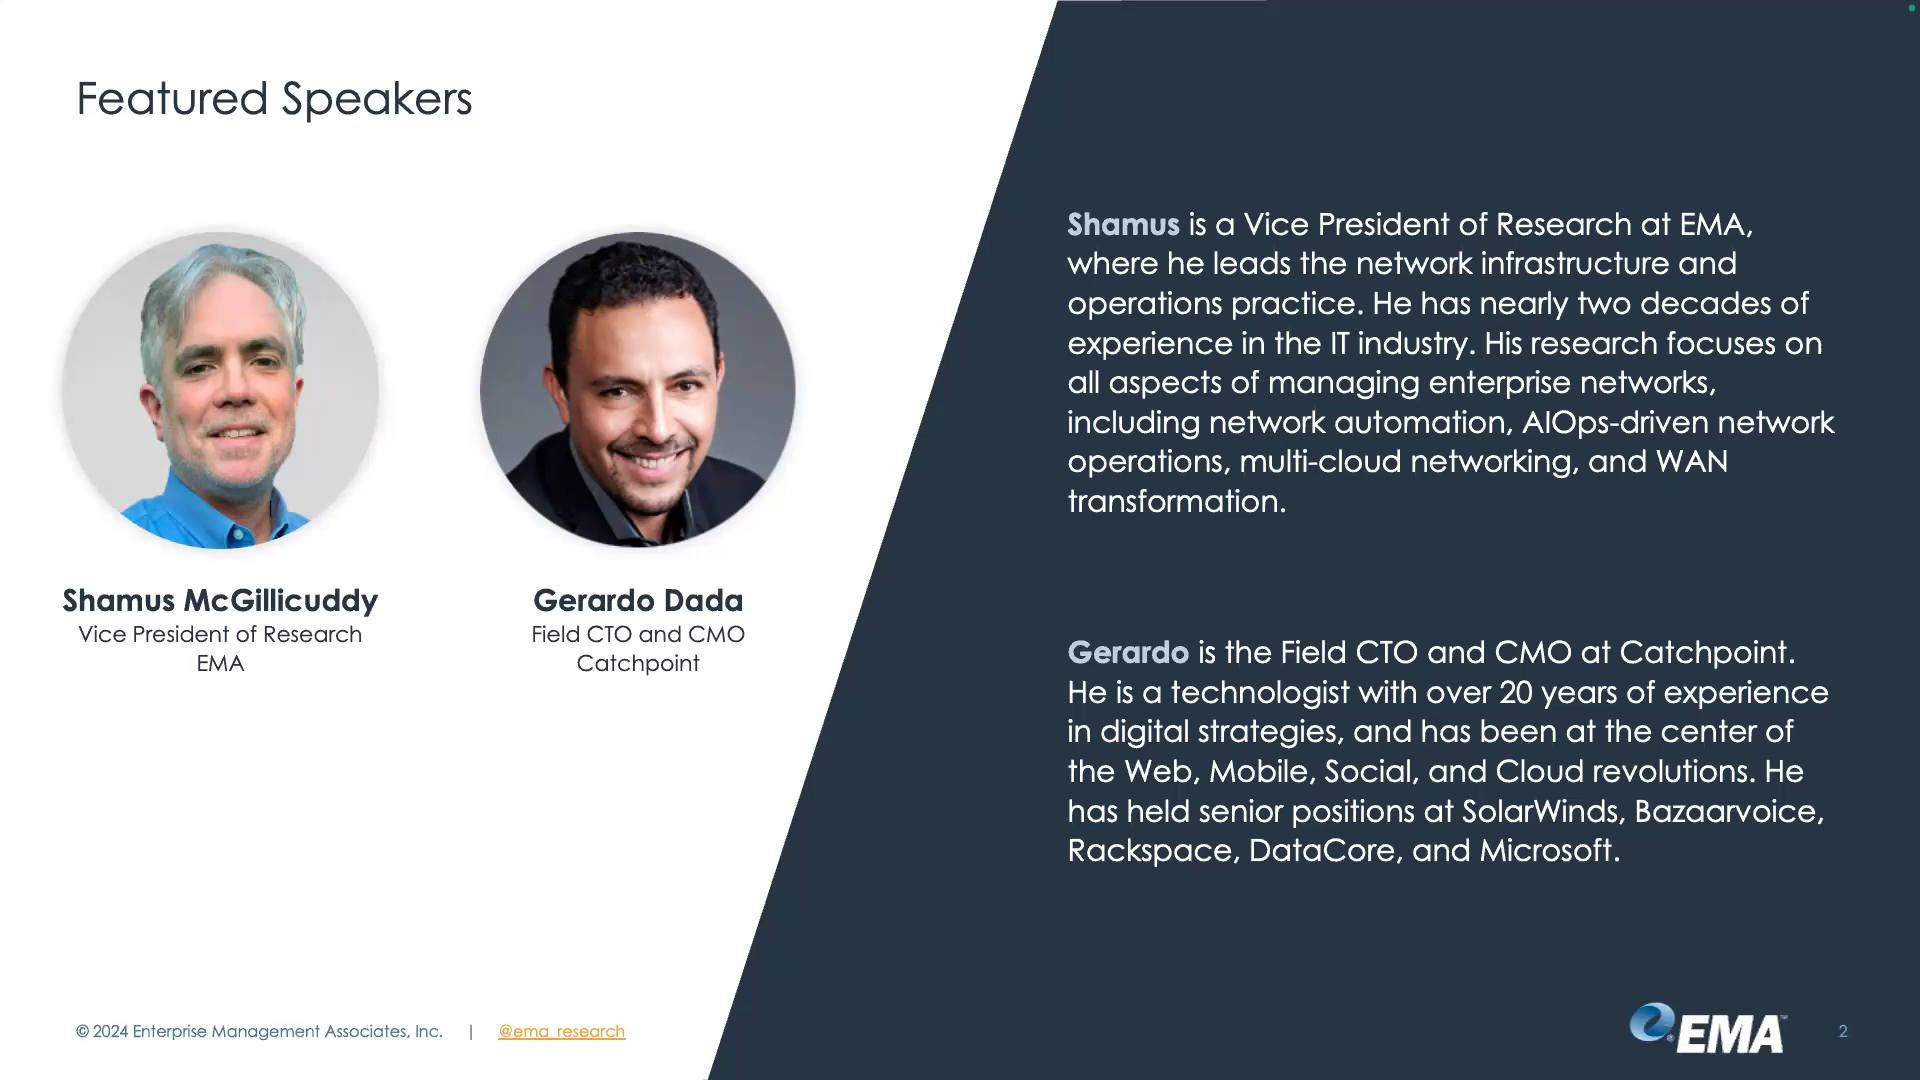 Featured Speakers
Shamus McGillicuddy
Vice President of Research
EMA
Gerardo Dada
Field CTO and CMO
Catchpoint
Shamus is a Vice President of Research at EMA,
where he leads the network infrastructure and
operations practice. He has nearly two decades of
experience in the IT industry. His research focuses on
all aspects of managing enterprise networks,
including network automation, AIOps-driven network
operations, multi-cloud networking, and WAN
transformation.
Gerardo is the Field CTO and CMO at Catchpoint.
He is a technologist with over 20 years of experience
in digital strategies, and has been at the center of
the Web, Mobile, Social, and Cloud revolutions. He
has held senior positions at SolarWinds, Bazaarvoice,
Rackspace, DataCore, and Microsoft.
© 2024 Enterprise Management Associates, Inc. | @ema_research
EMA™
2